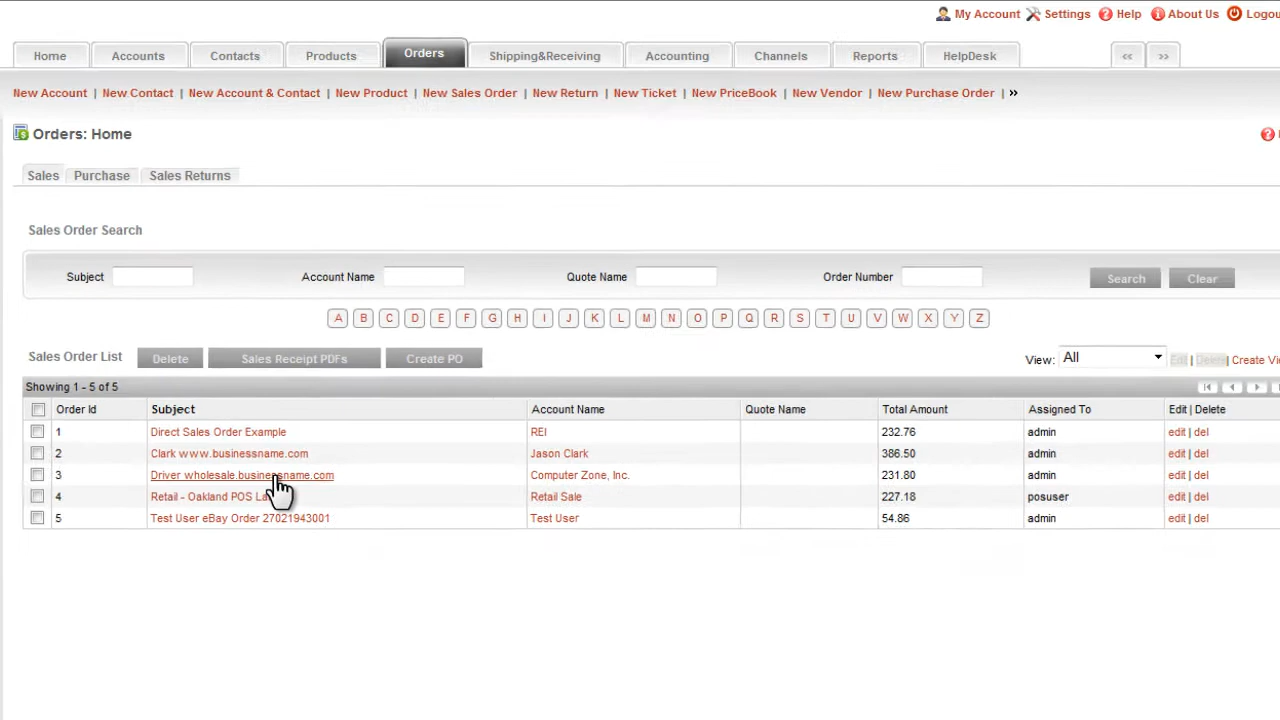 My Account Settings Help About Us Logou
Home Accounts Contacts Products Orders Shipping&Receiving Accounting Channels Reports HelpDesk << >>
New Account | New Contact | New Account & Contact | New Product | New Sales Order | New Return | New Ticket | New PriceBook | New Vendor | New Purchase Order | »
Orders: Home
Sales Purchase Sales Returns
Sales Order Search
Subject Account Name Quote Name Order Number Search Clear
A B C D E F G H I J K L M N O P Q R S T U V W X Y Z
Sales Order List Delete Sales Receipt PDFs Create PO View: All Edit | Delete | Create Vi
Showing 1 - 5 of 5
Order Id Subject Account Name Quote Name Total Amount Assigned To Edit | Delete
1 Direct Sales Order Example REI 232.76 admin edit | del
2 Clark www.businessname.com Jason Clark 386.50 admin edit | del
3 Driver wholesale.businessname.com Computer Zone, Inc. 231.80 admin edit | del
4 Retail - Oakland POS La Retail Sale 227.18 posuser edit | del
5 Test User eBay Order 27021943001 Test User 54.86 admin edit | del